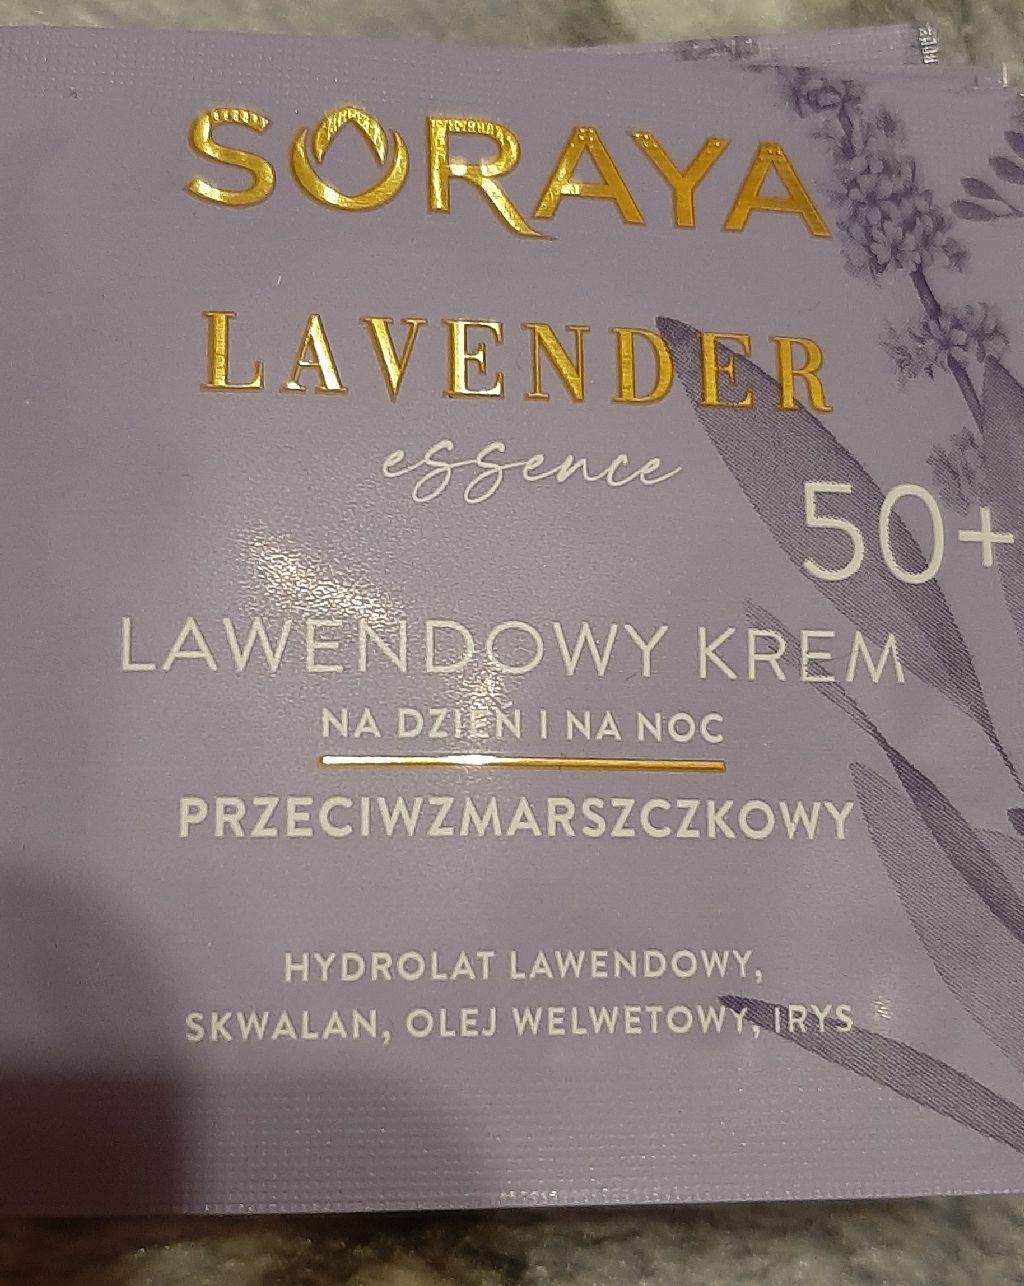 SORAYA
LAVENDER
essence
50+
LAWENDOWY KREM
NA DZIEŃ I NA NOC
PRZECIWZMARSZCZKOWY
HYDROLAT LAWENDOWY,
SKWALAN, OLEJ WELWETOWY, IRYS